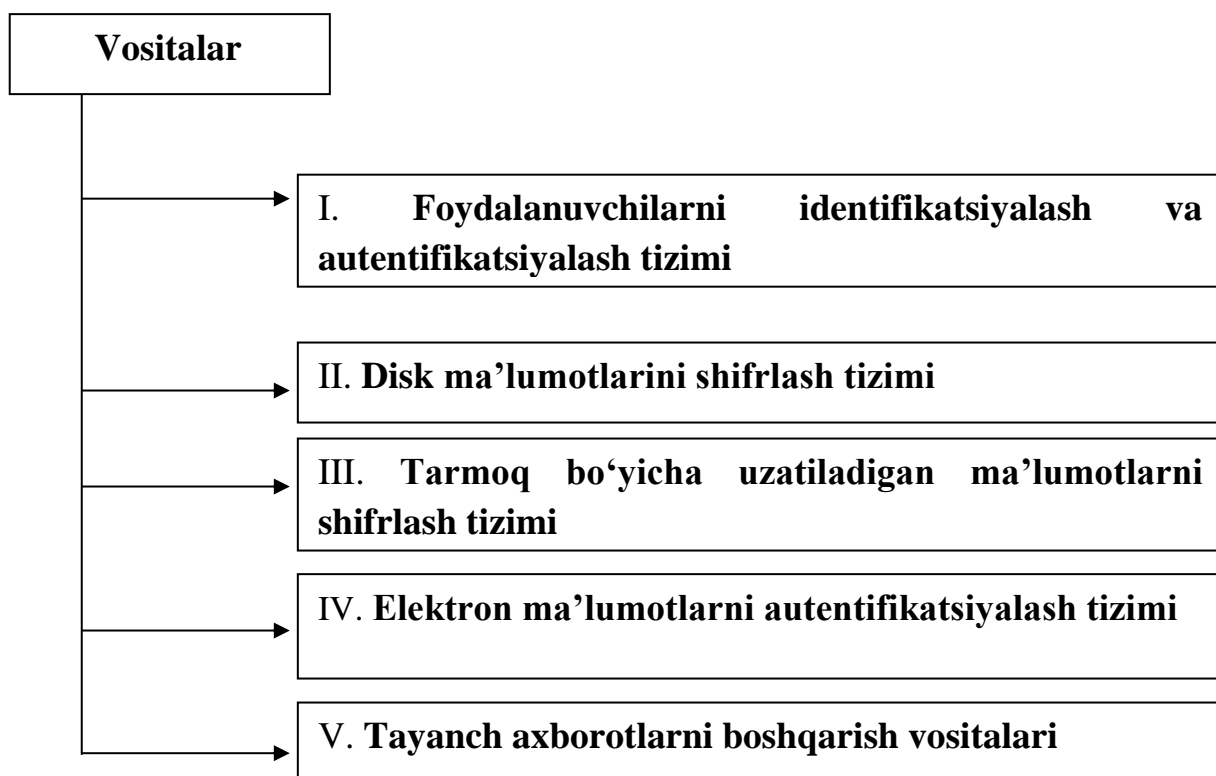 Vositalar
I. Foydalanuvchilarni identifikatsiyalash va
autentifikatsiyalash tizimi
II. Disk ma’lumotlarini shifrlash tizimi
III. Tarmoq bo‘yicha uzatiladigan ma’lumotlarni
shifrlash tizimi
IV. Elektron ma’lumotlarni autentifikatsiyalash tizimi
V. Tayanch axborotlarni boshqarish vositalari